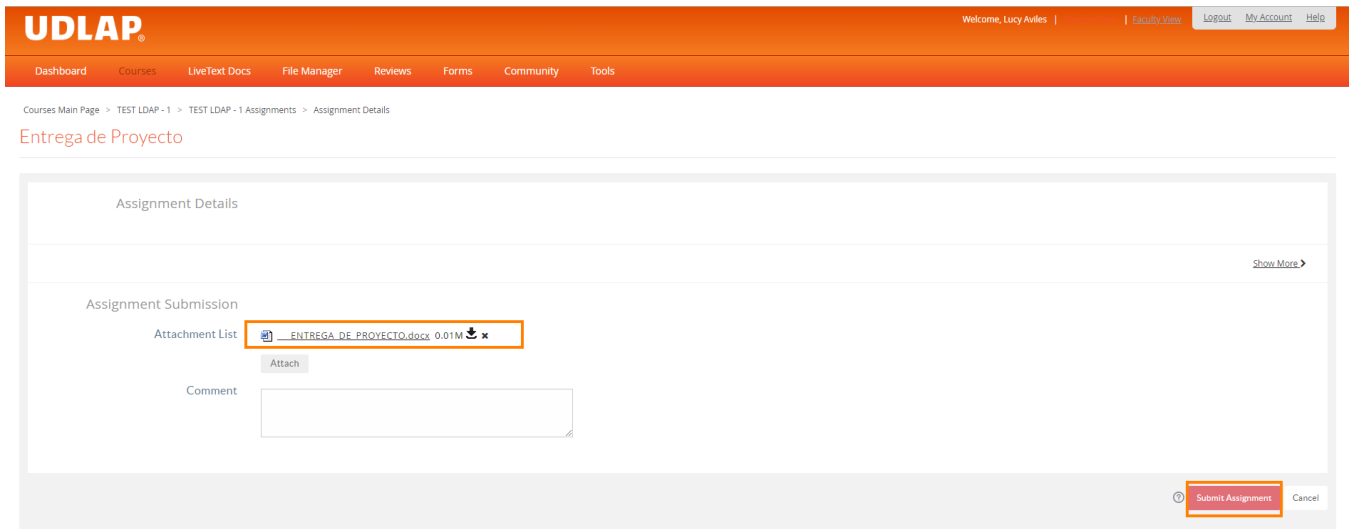 UDLAP®
Welcome, Lucy Aviles | | Faculty View Logout My Account Help
Dashboard Courses LiveText Docs File Manager Reviews Forms Community Tools
Courses Main Page > TEST LDAP - 1 > TEST LDAP - 1 Assignments > Assignment Details
Entrega de Proyecto
Assignment Details
Show More >
Assignment Submission
Attachment List __ENTREGA_DE_PROYECTO.docx 0.01M ×
Attach
Comment
? Submit Assignment Cancel